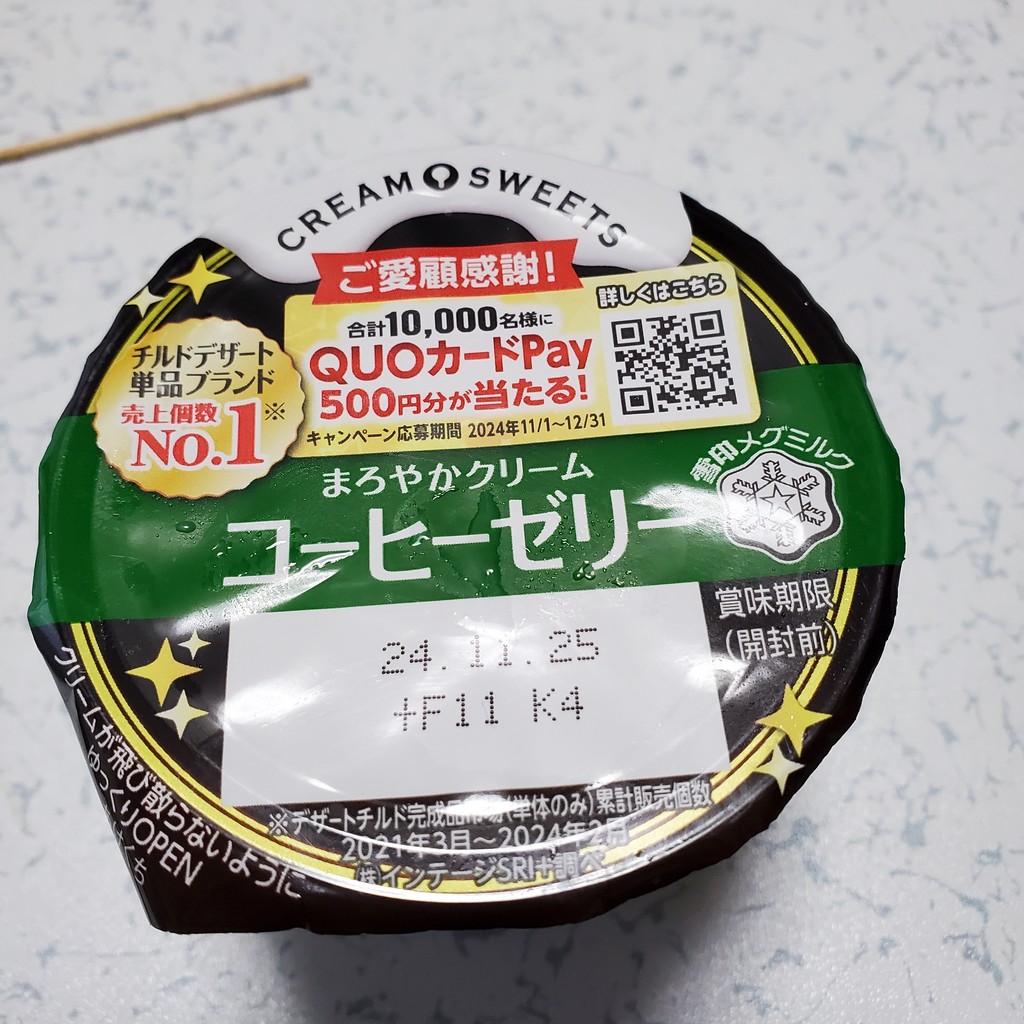 CREAM SWEETS
ご愛顧感謝!
合計10,000名様に
QUOカードPay
500円分が当たる!
キャンペーン応募期間 2024年11/1~12/31
詳しくはこちら
チルドデザート
単品ブランド
売上個数※
No.1
雪印メグミルク
まろやかクリーム
コーヒーゼリー
賞味期限
(開封前)
24.11.25
+F11 K4
※デザートチルド完成品市場(単体のみ)累計販売個数
2021年3月~2024年2月
(株)インテージSRI+調べ
クリームが飛び散らないように
ゆっくりOPEN